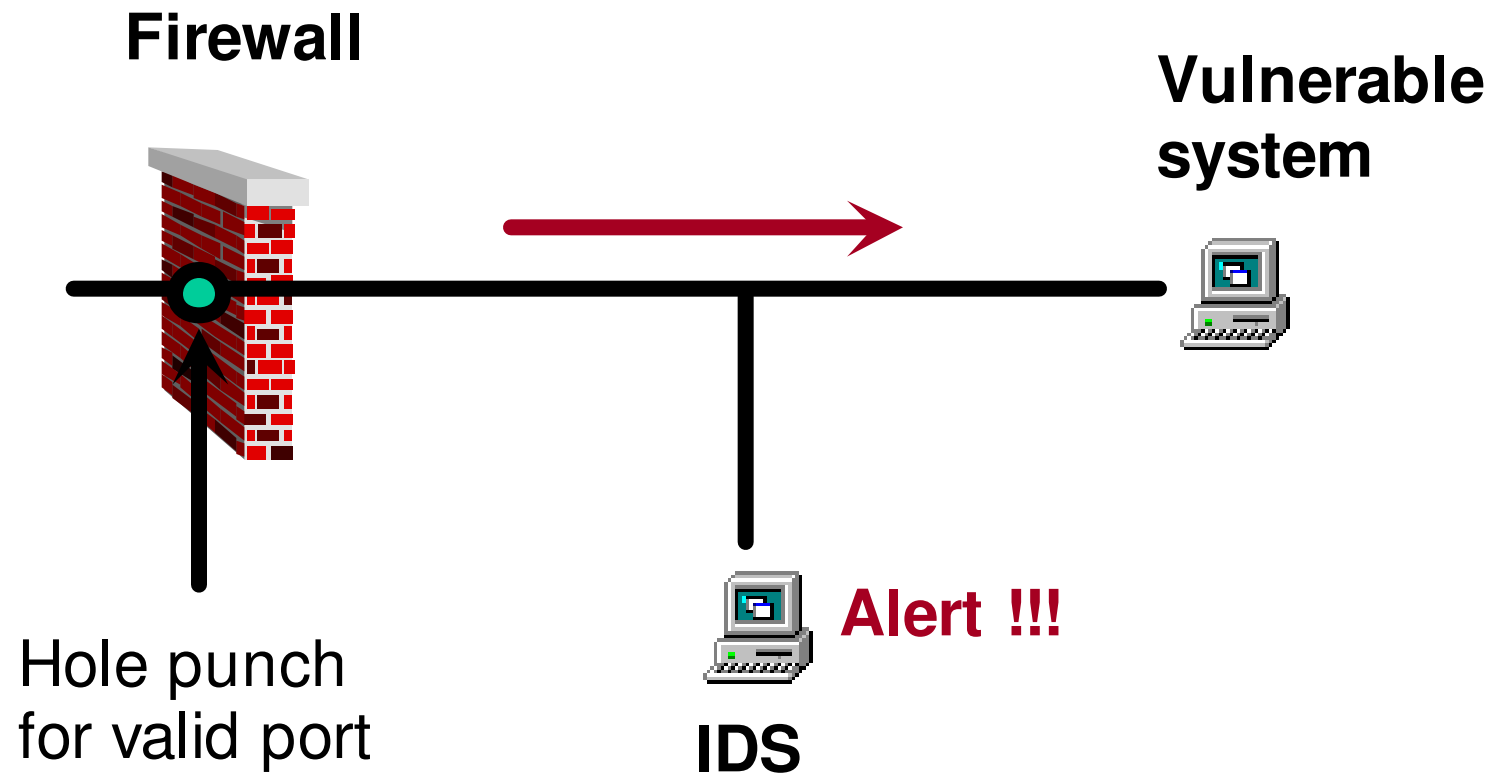 Firewall
Vulnerable
system
Alert !!!
Hole punch
for valid port
IDS